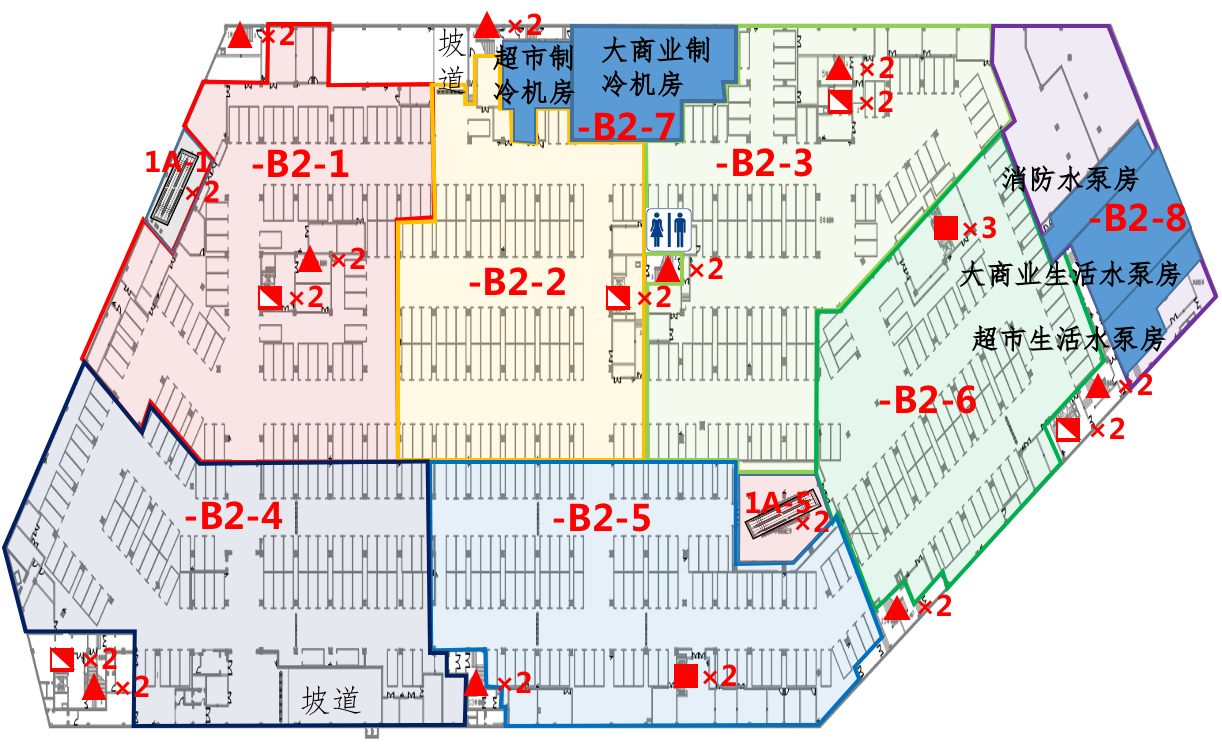 ×2
×2
坡
道
超市制
冷机房
大商业制
冷机房
-B2-7
×2
×2
1A-1
×2
-B2-1
-B2-3
消防水泵房
-B2-8
×3
×2
×2
-B2-2
×2
×2
大商业生活水泵房
超市生活水泵房
×2
-B2-6
×2
1A-5
×2
-B2-4
-B2-5
×2
×2
×2
×2
×2
坡道